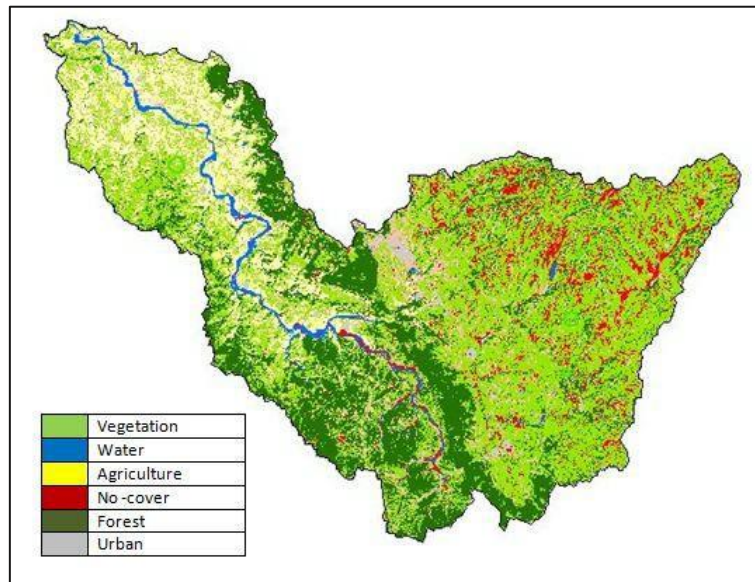 Vegetation
Water
Agriculture
No -cover
Forest
Urban